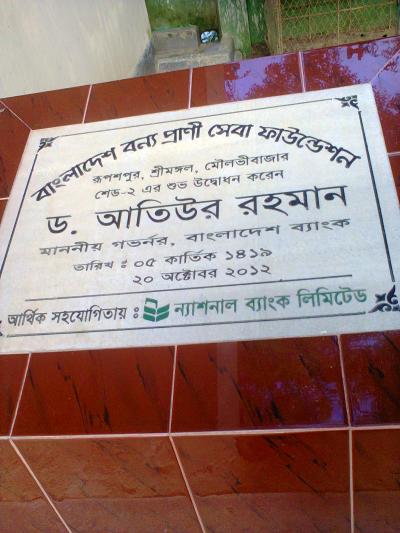 বাংলাদেশ বন্য প্রাণী সেবা ফাউন্ডেশন
রূপশপুর, শ্রীমঙ্গল, মৌলভীবাজার
শেড-২ এর শুভ উদ্বোধন করেন
ড. আতিউর রহমান
মাননীয় গভর্নর, বাংলাদেশ ব্যাংক
তারিখ : ০৫ কার্তিক ১৪১৯
২০ অক্টোবর ২০১২
আর্থিক সহযোগিতায় : ন্যাশনাল ব্যাংক লিমিটেড